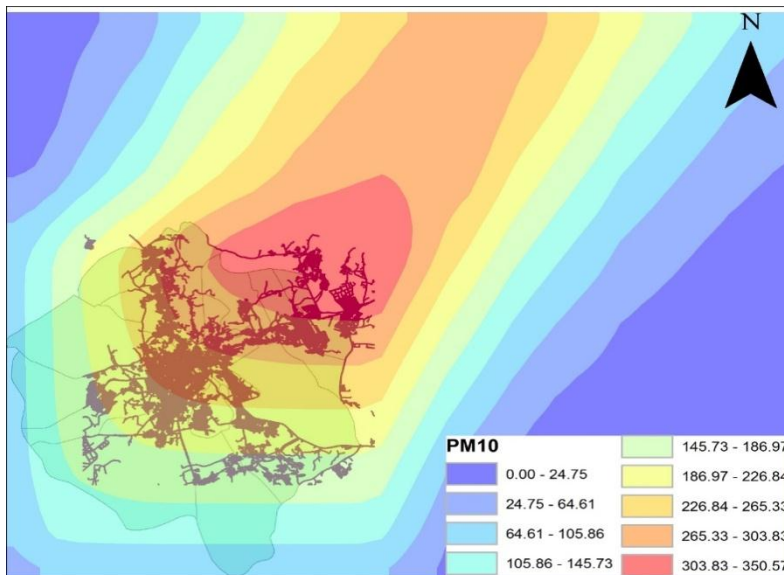 N
PM10
0.00 - 24.75
24.75 - 64.61
64.61 - 105.86
105.86 - 145.73
145.73 - 186.97
186.97 - 226.84
226.84 - 265.33
265.33 - 303.83
303.83 - 350.57